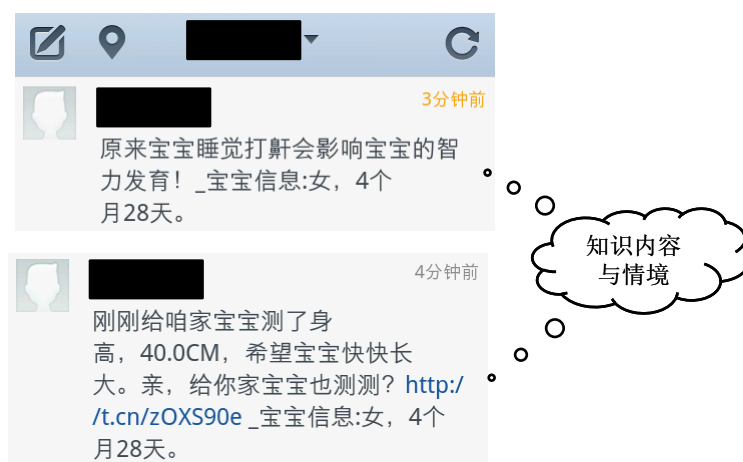 3分钟前
原来宝宝睡觉打鼾会影响宝宝的智
力发育！_宝宝信息:女，4个
月28天。
知识内容
与情境
4分钟前
刚刚给咱家宝宝测了身
高，40.0CM，希望宝宝快快长
大。亲，给你家宝宝也测测？http:/
/t.cn/zOXS90e _宝宝信息:女，4个
月28天。